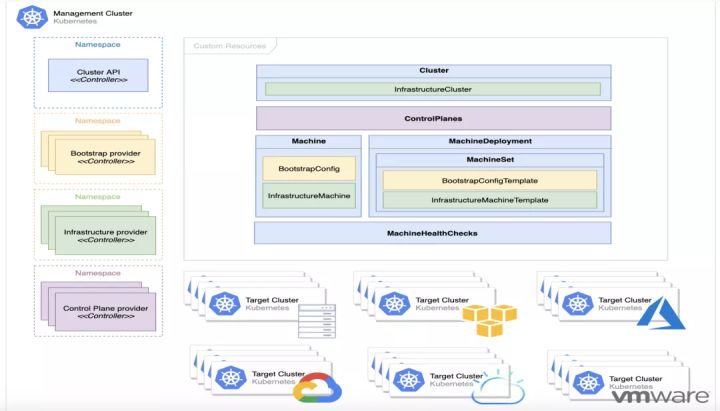 Management Cluster
Kubernetes
Namespace
Cluster API
<<Controller>>
Namespace
Bootstrap provider
<<Controller>>
Namespace
Infrastructure provider
<<Controller>>
Namespace
Control Plane provider
<<Controller>>
Custom Resources
Cluster
InfrastructureCluster
ControlPlanes
Machine
BootstrapConfig
InfrastructureMachine
MachineDeployment
MachineSet
BootstrapConfigTemplate
InfrastructureMachineTemplate
MachineHealthChecks
Target Cluster
Kubernetes
Target Cluster
Kubernetes
Target Cluster
Kubernetes
Target Cluster
Kubernetes
Target Cluster
Kubernetes
Target Cluster
Kubernetes
vmware